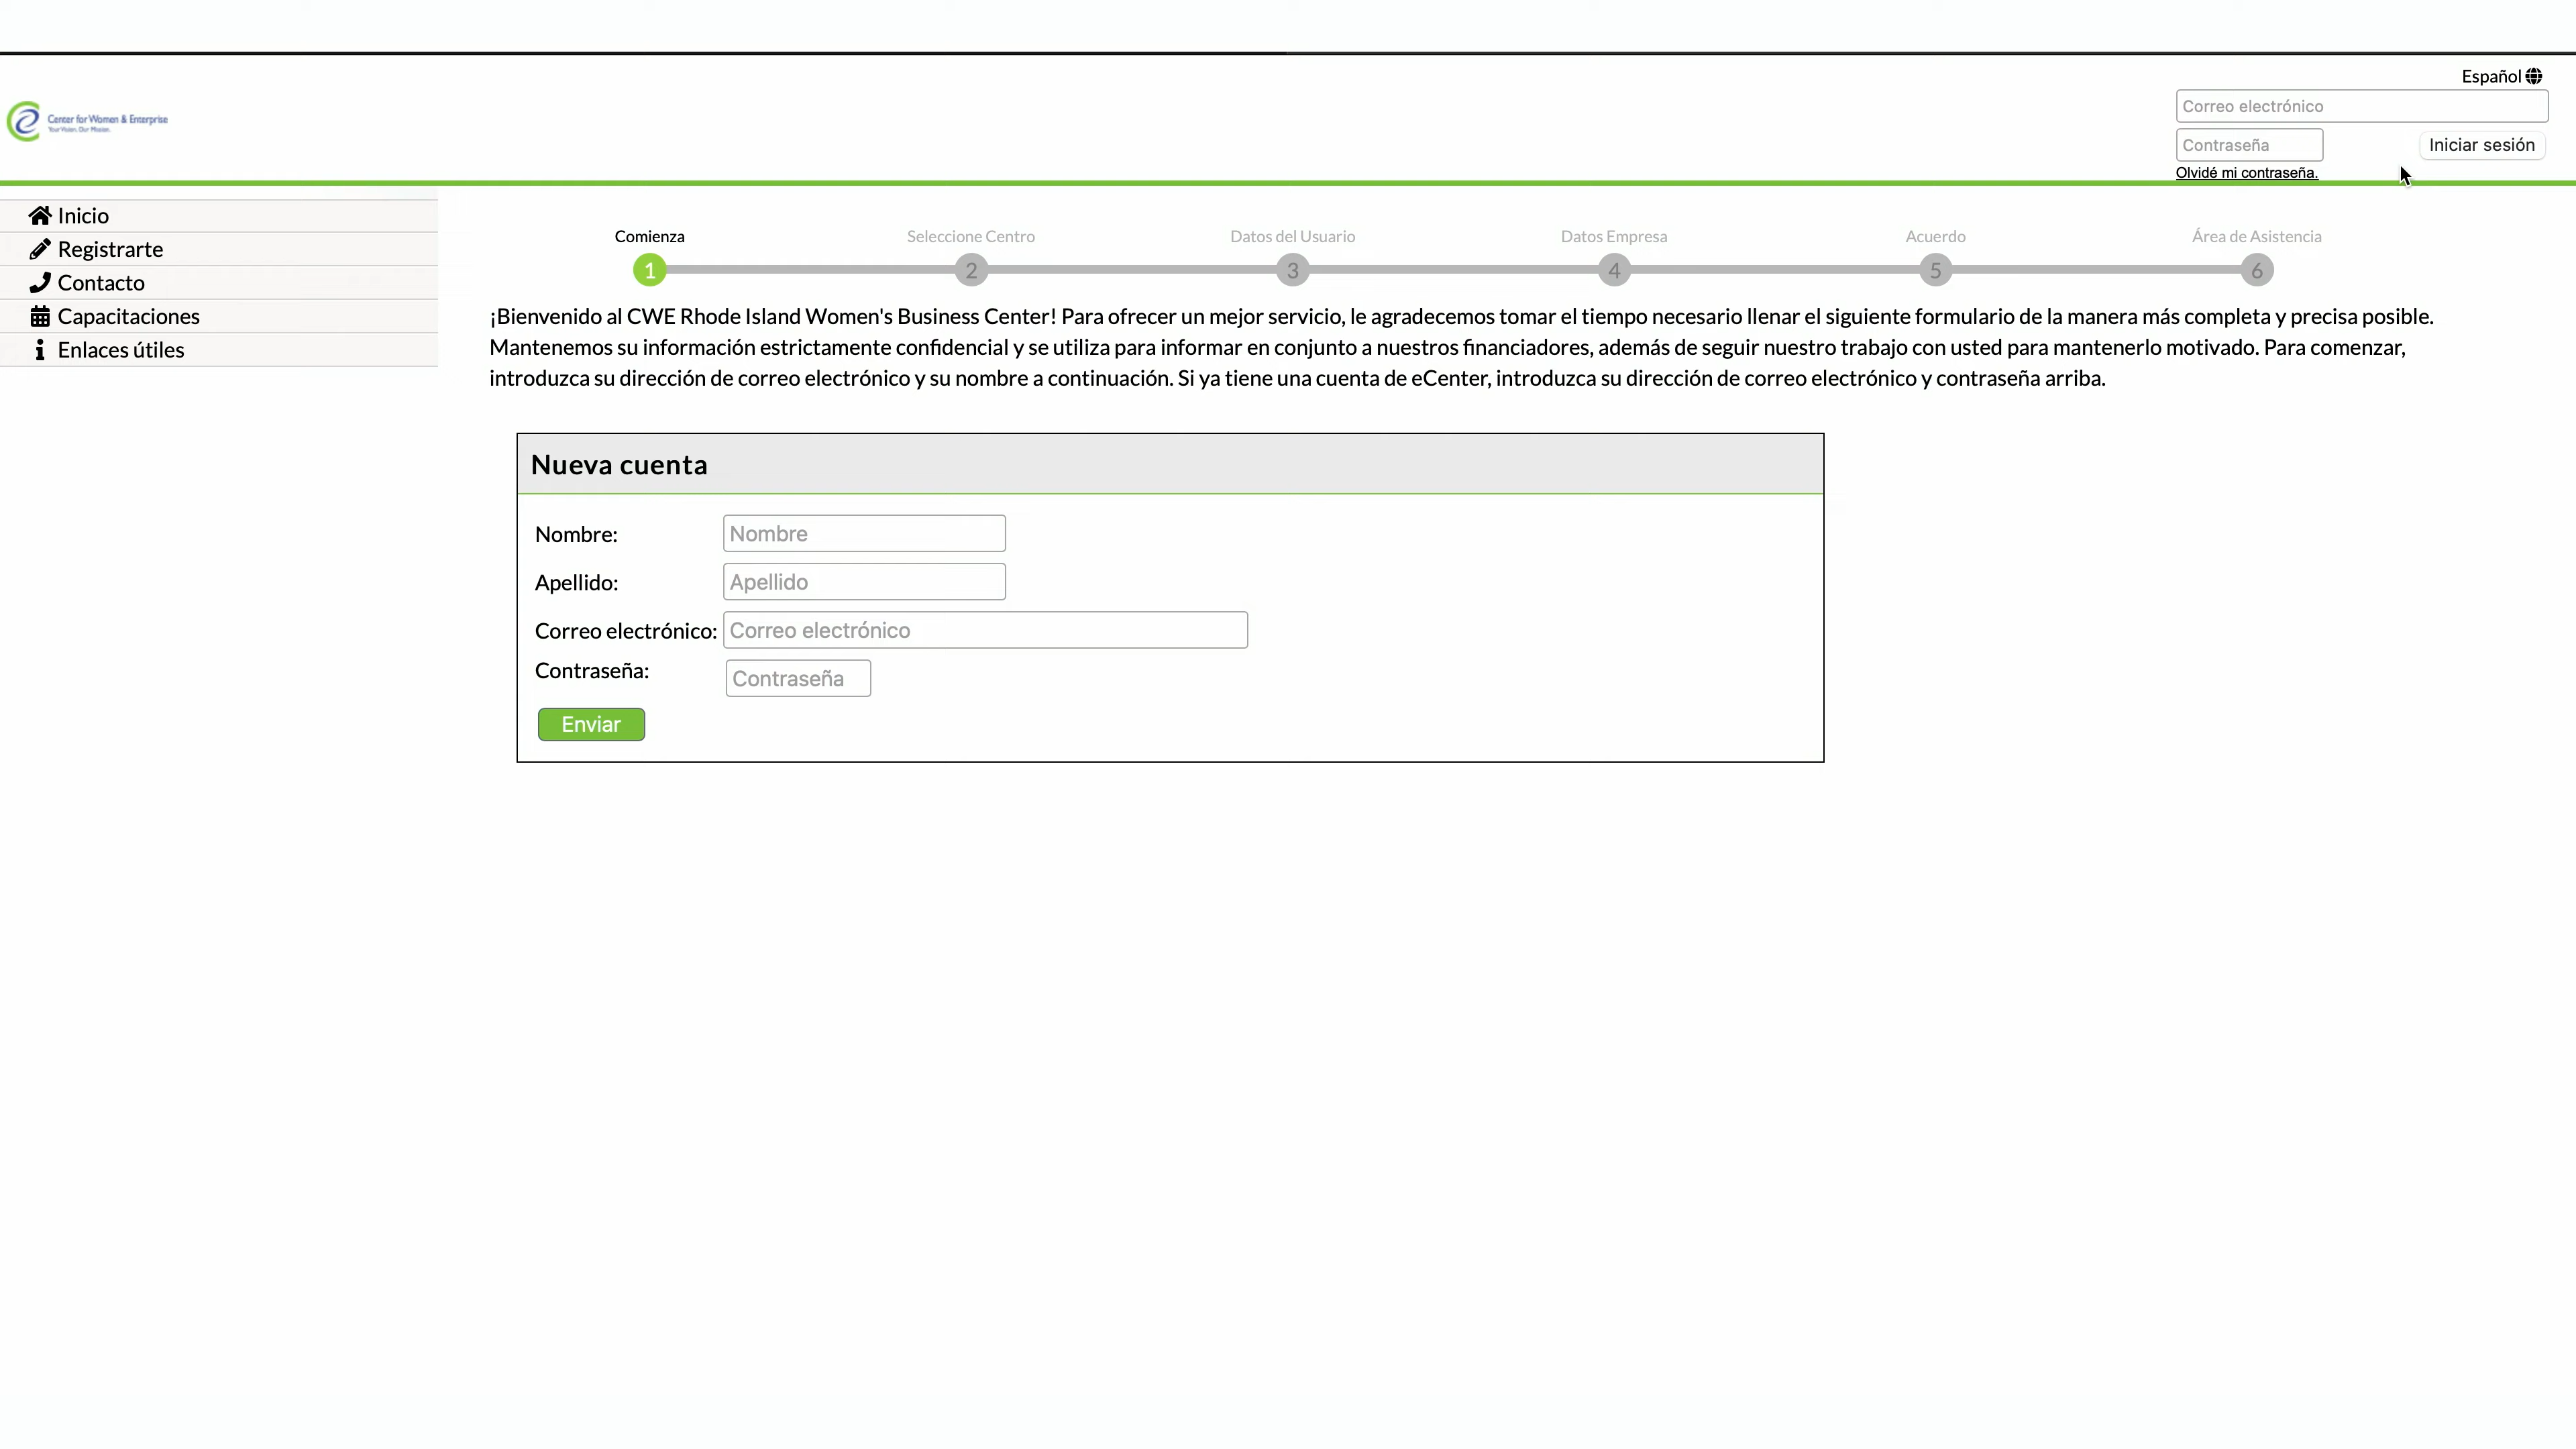 Español
Center for Women & Enterprise
Your Vision. Our Mission.
Correo electrónico
Contraseña
Iniciar sesión
Olvidé mi contraseña.
Inicio
Registrarte
Contacto
Capacitaciones
Enlaces útiles
Comienza
Seleccione Centro
Datos del Usuario
Datos Empresa
Acuerdo
Área de Asistencia
1
2
3
4
5
6
¡Bienvenido al CWE Rhode Island Women's Business Center! Para ofrecer un mejor servicio, le agradecemos tomar el tiempo necesario llenar el siguiente formulario de la manera más completa y precisa posible.
Mantenemos su información estrictamente confidencial y se utiliza para informar en conjunto a nuestros financiadores, además de seguir nuestro trabajo con usted para mantenerlo motivado. Para comenzar,
introduzca su dirección de correo electrónico y su nombre a continuación. Si ya tiene una cuenta de eCenter, introduzca su dirección de correo electrónico y contraseña arriba.
Nueva cuenta
Nombre: Nombre
Apellido: Apellido
Correo electrónico: Correo electrónico
Contraseña: Contraseña
Enviar